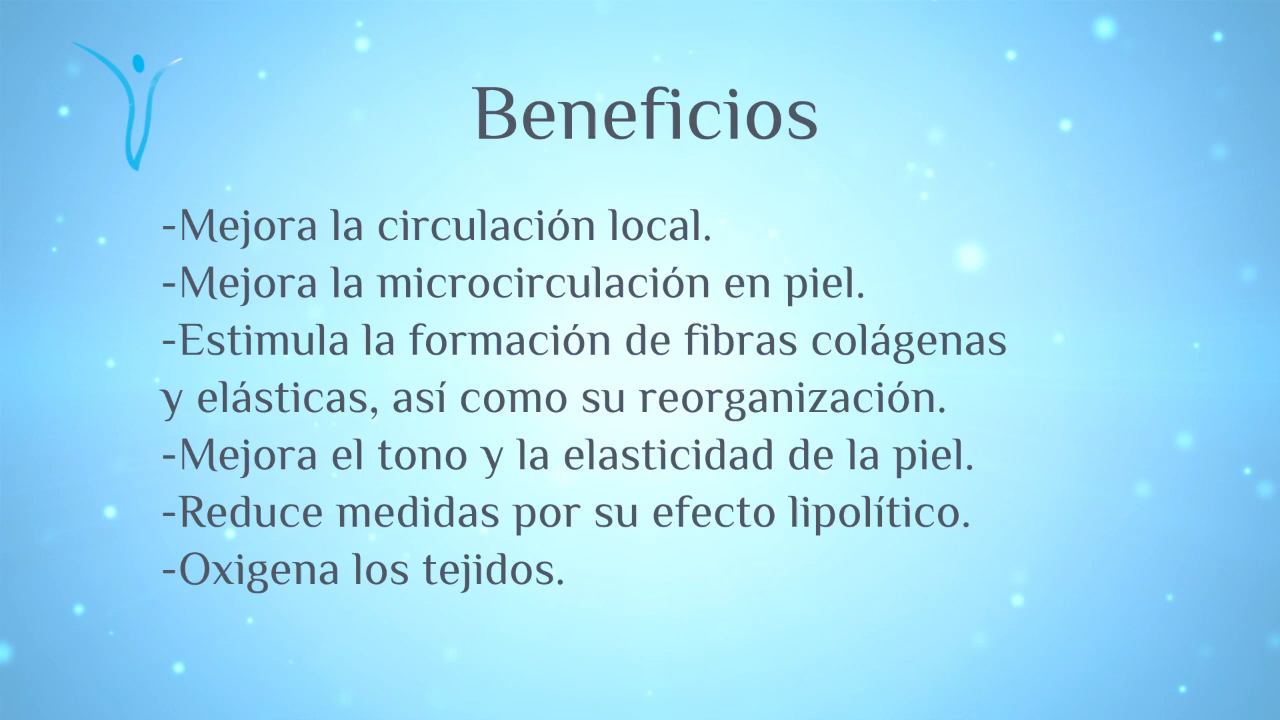 Beneficios
-Mejora la circulación local.
-Mejora la microcirculación en piel.
-Estimula la formación de fibras colágenas
y elásticas, así como su reorganización.
-Mejora el tono y la elasticidad de la piel.
-Reduce medidas por su efecto lipolítico.
-Oxigena los tejidos.